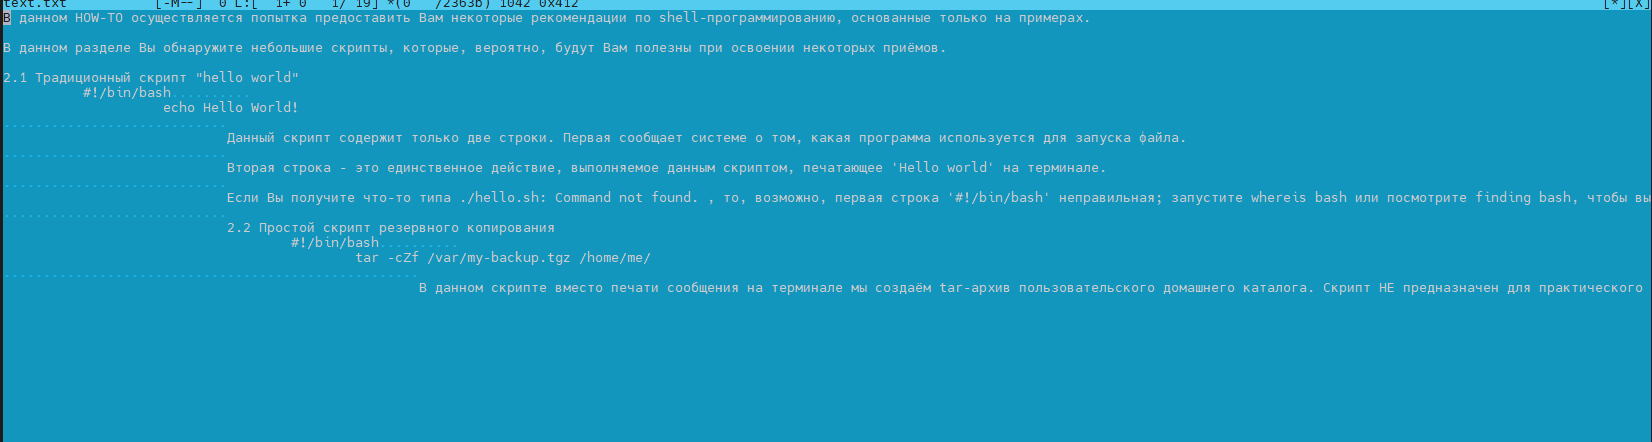 text.txt [-M--] 0 L:[ 1+ 0 1/ 19] *(0 /2363b) 1042 0x412 [*][X]
В данном HOW-TO осуществляется попытка предоставить Вам некоторые рекомендации по shell-программированию, основанные только на примерах.
В данном разделе Вы обнаружите небольшие скрипты, которые, вероятно, будут Вам полезны при освоении некоторых приёмов.
2.1 Традиционный скрипт "hello world"
#!/bin/bash..........
echo Hello World!
............................
Данный скрипт содержит только две строки. Первая сообщает системе о том, какая программа используется для запуска файла.
............................
Вторая строка - это единственное действие, выполняемое данным скриптом, печатающее 'Hello world' на терминале.
............................
Если Вы получите что-то типа ./hello.sh: Command not found. , то, возможно, первая строка '#!/bin/bash' неправильная; запустите whereis bash или посмотрите finding bash, чтобы вы
............................
2.2 Простой скрипт резервного копирования
#!/bin/bash..........
tar -cZf /var/my-backup.tgz /home/me/
....................................................
В данном скрипте вместо печати сообщения на терминале мы создаём tar-архив пользовательского домашнего каталога. Скрипт НЕ предназначен для практического